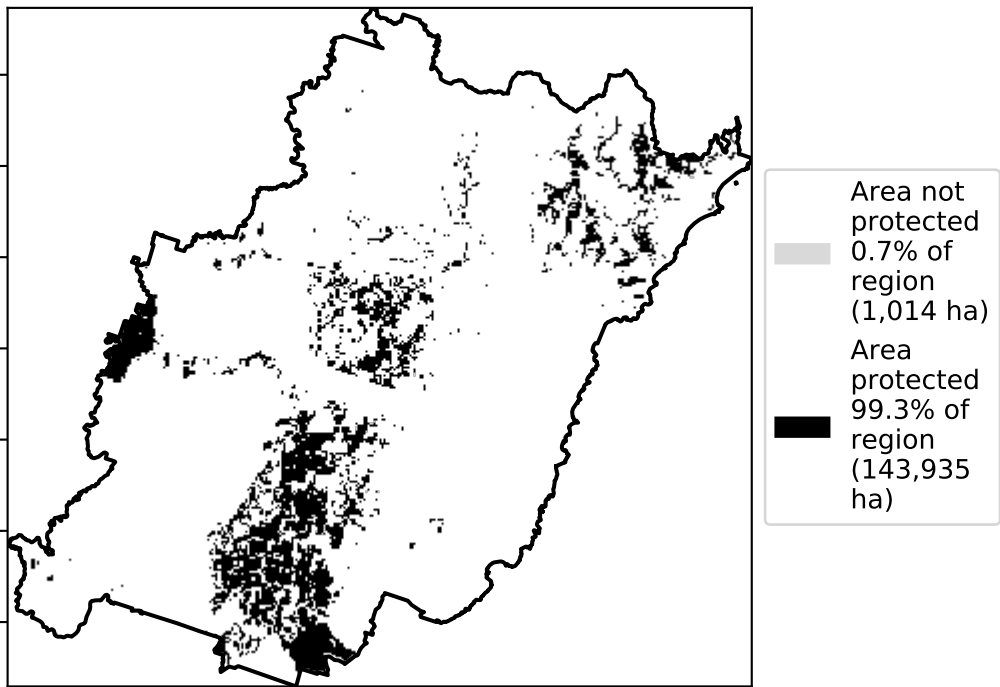 Area not
protected
0.7% of
region
(1,014 ha)
Area
protected
99.3% of
region
(143,935
ha)